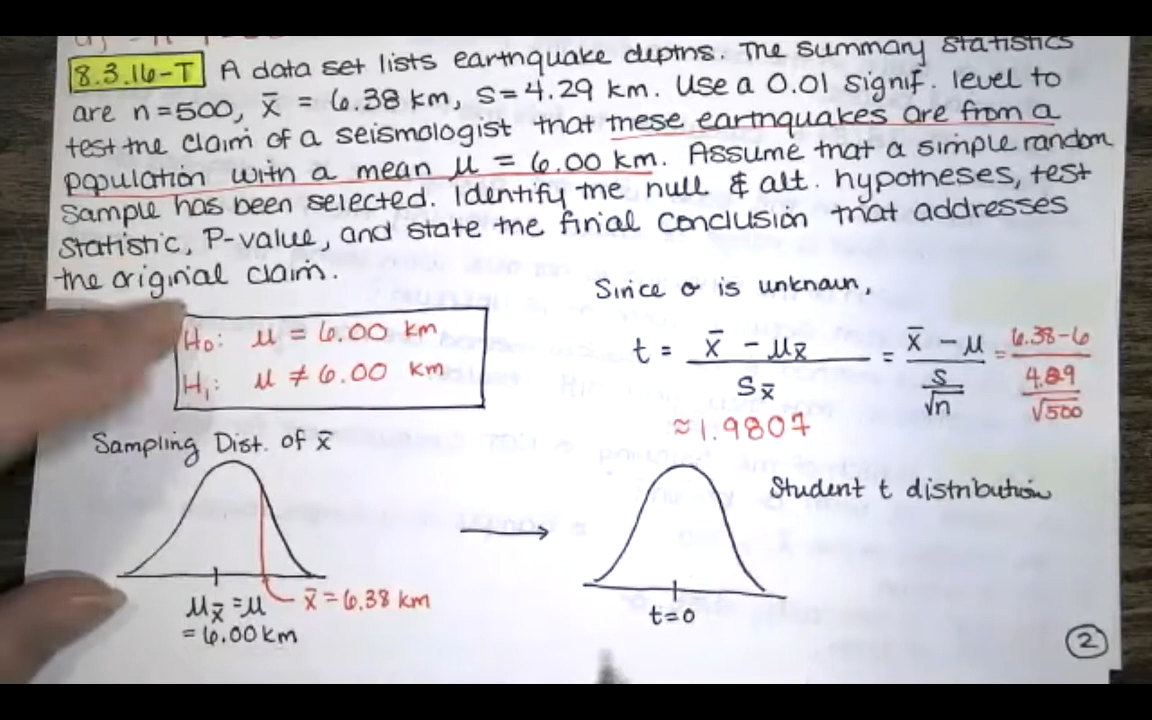 8.3.16-T A data set lists earthquake depths. The summary statistics
are n=500, x̄ = 6.38 km, s=4.29 km. Use a 0.01 signif. level to
test the claim of a seismologist that these earthquakes are from a
population with a mean μ = 6.00 km. Assume that a simple random
sample has been selected. Identify the null & alt. hypotheses, test
statistic, P-value, and state the final conclusion that addresses
the original claim.
H₀: μ = 6.00 km
H₁: μ ≠ 6.00 km
Since σ is unknown,
t = (x̄ - μx̄)/(sx̄) = (x̄ - μ)/(s/√n) = (6.38-6)/(4.29/√500)
≈1.9807
Sampling Dist. of x̄
μx̄ = μ
= 6.00 km
x̄ = 6.38 km
Student t distribution
t=0
2